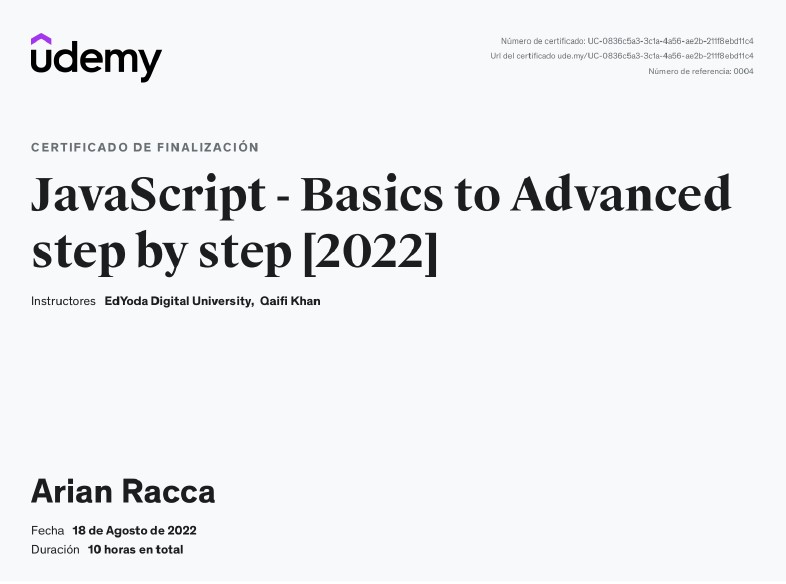 udemy
Número de certificado: UC-0836c5a3-3c1a-4a56-ae2b-211f8ebd11c4
Url del certificado ude.my/UC-0836c5a3-3c1a-4a56-ae2b-211f8ebd11c4
Número de referencia: 0004
CERTIFICADO DE FINALIZACIÓN
JavaScript - Basics to Advanced
step by step [2022]
Instructores EdYoda Digital University, Qaifi Khan
Arian Racca
Fecha 18 de Agosto de 2022
Duración 10 horas en total